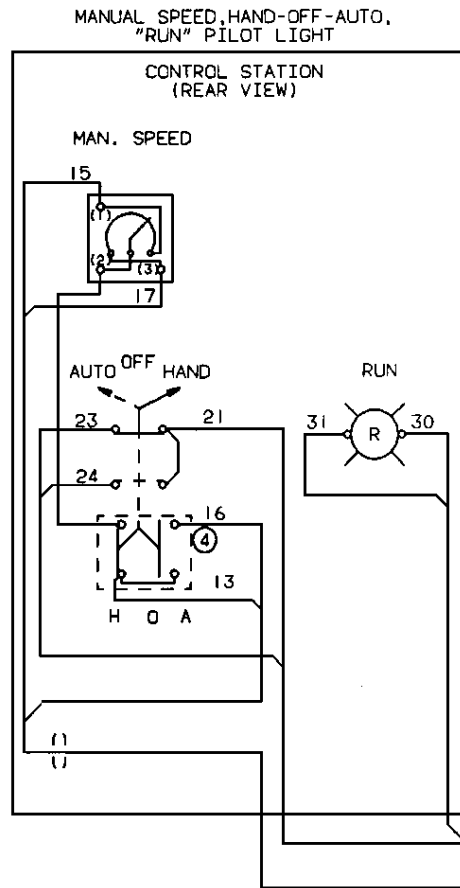 MANUAL SPEED,HAND-OFF-AUTO,
"RUN" PILOT LIGHT
CONTROL STATION
(REAR VIEW)
MAN. SPEED
15
(1)
(2) (3)
17
AUTO OFF HAND
RUN
23 21
31 R 30
24
16
4
13
H O A
()
()